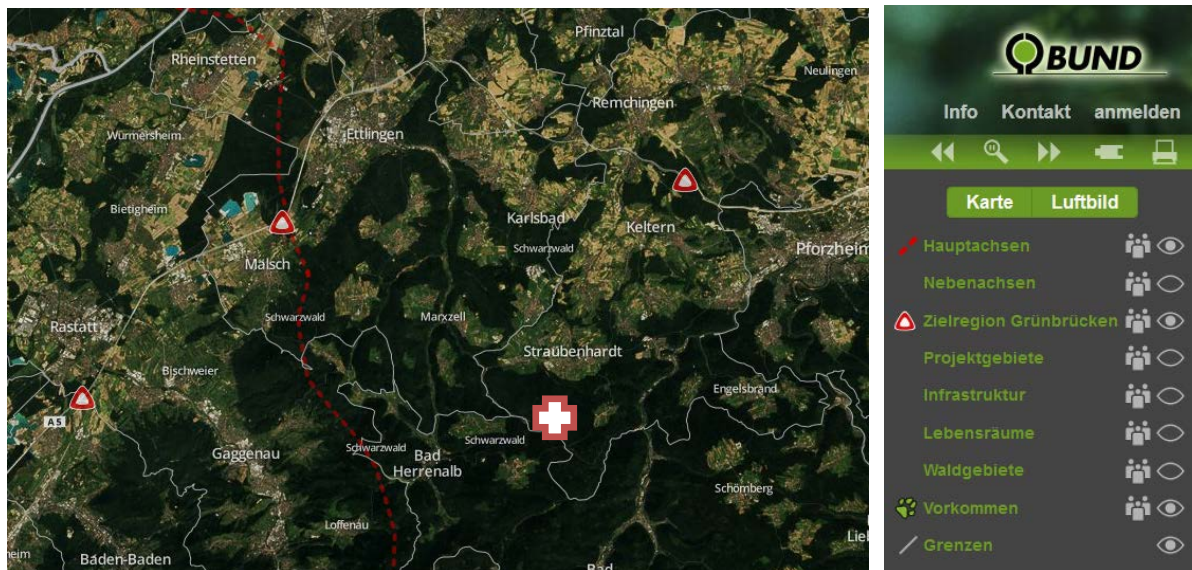 Pfinztal
Rheinstetten
Neulingen
Remchingen
Würmersheim
Ettlingen
Bietigheim
Karlsbad
Keltern
Schwarzwald
Pforzheim
Malsch
Rastatt
Schwarzwald
Marxzell
Straubenhardt
Bischweier
Engelsbrand
A 5
Schwarzwald
Schwarzwald
Gaggenau
Bad
Herrenalb
Schömberg
Loffenau
Baden-Baden
BUND
Info Kontakt anmelden
Karte Luftbild
Hauptachsen
Nebenachsen
Zielregion Grünbrücken
Projektgebiete
Infrastruktur
Lebensräume
Waldgebiete
Vorkommen
Grenzen